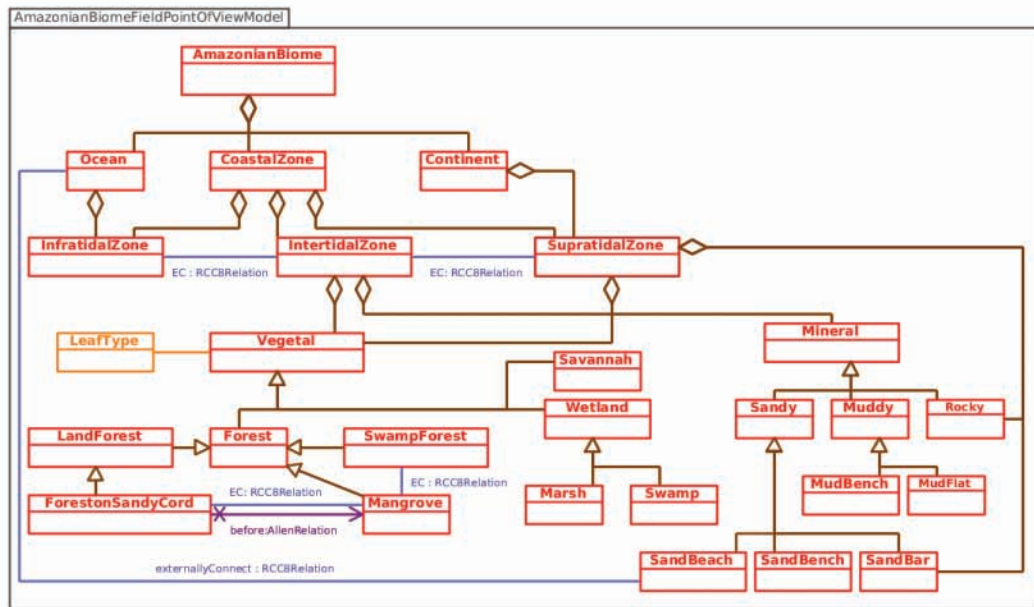 AmazonianBiomeFieldPointOfViewModel
AmazonianBiome
Ocean
CoastalZone
Continent
InfratidalZone
IntertidalZone
SupratidalZone
EC : RCC8Relation
EC: RCC8Relation
LeafType
Vegetal
Mineral
Savannah
Wetland
Sandy
Muddy
Rocky
LandForest
Forest
SwampForest
EC : RCC8Relation
EC: RCC8Relation
ForestonSandyCord
Mangrove
before:AllenRelation
Marsh
Swamp
MudBench
MudFlat
externallyConnect : RCC8Relation
SandBeach
SandBench
SandBar